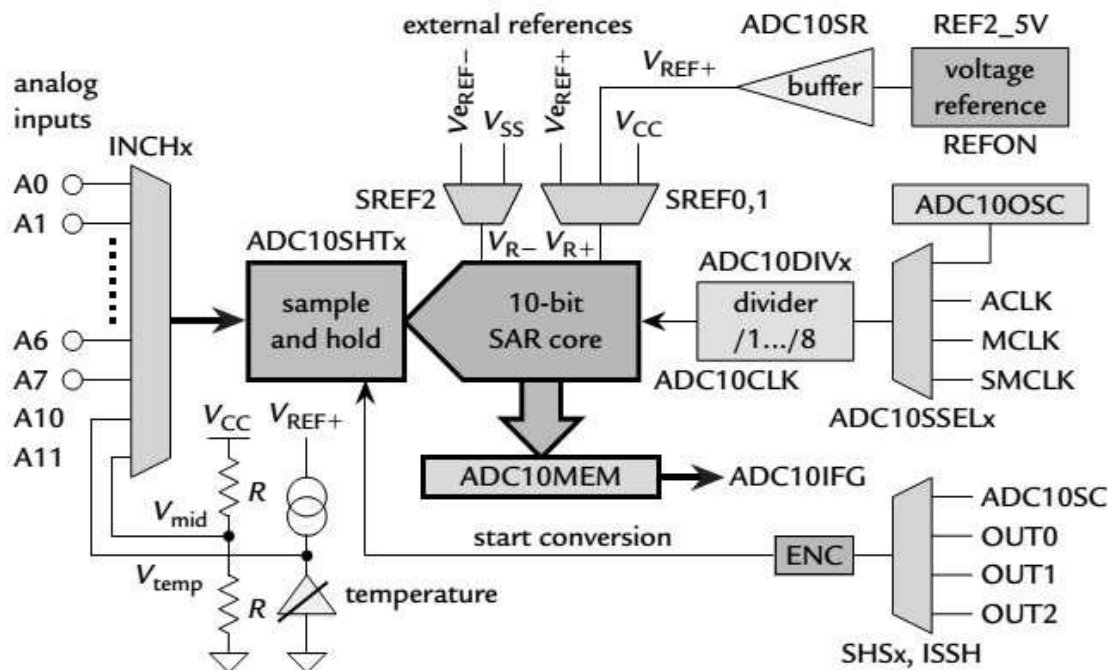 external references
ADC10SR
REF2_5V
analog
inputs
VeREF−
VSS
VeREF+
VCC
VREF+
buffer
voltage
reference
REFON
INCHx
A0
A1
A6
A7
A10
A11
SREF2
SREF0,1
ADC10OSC
ADC10SHTx
VR−
VR+
ADC10DIVx
sample
and hold
10-bit
SAR core
divider
/1.../8
ACLK
MCLK
SMCLK
ADC10CLK
ADC10SSELx
VCC
VREF+
R
ADC10MEM
ADC10IFG
Vmid
start conversion
ENC
ADC10SC
OUT0
OUT1
OUT2
Vtemp
R
temperature
SHSx, ISSH